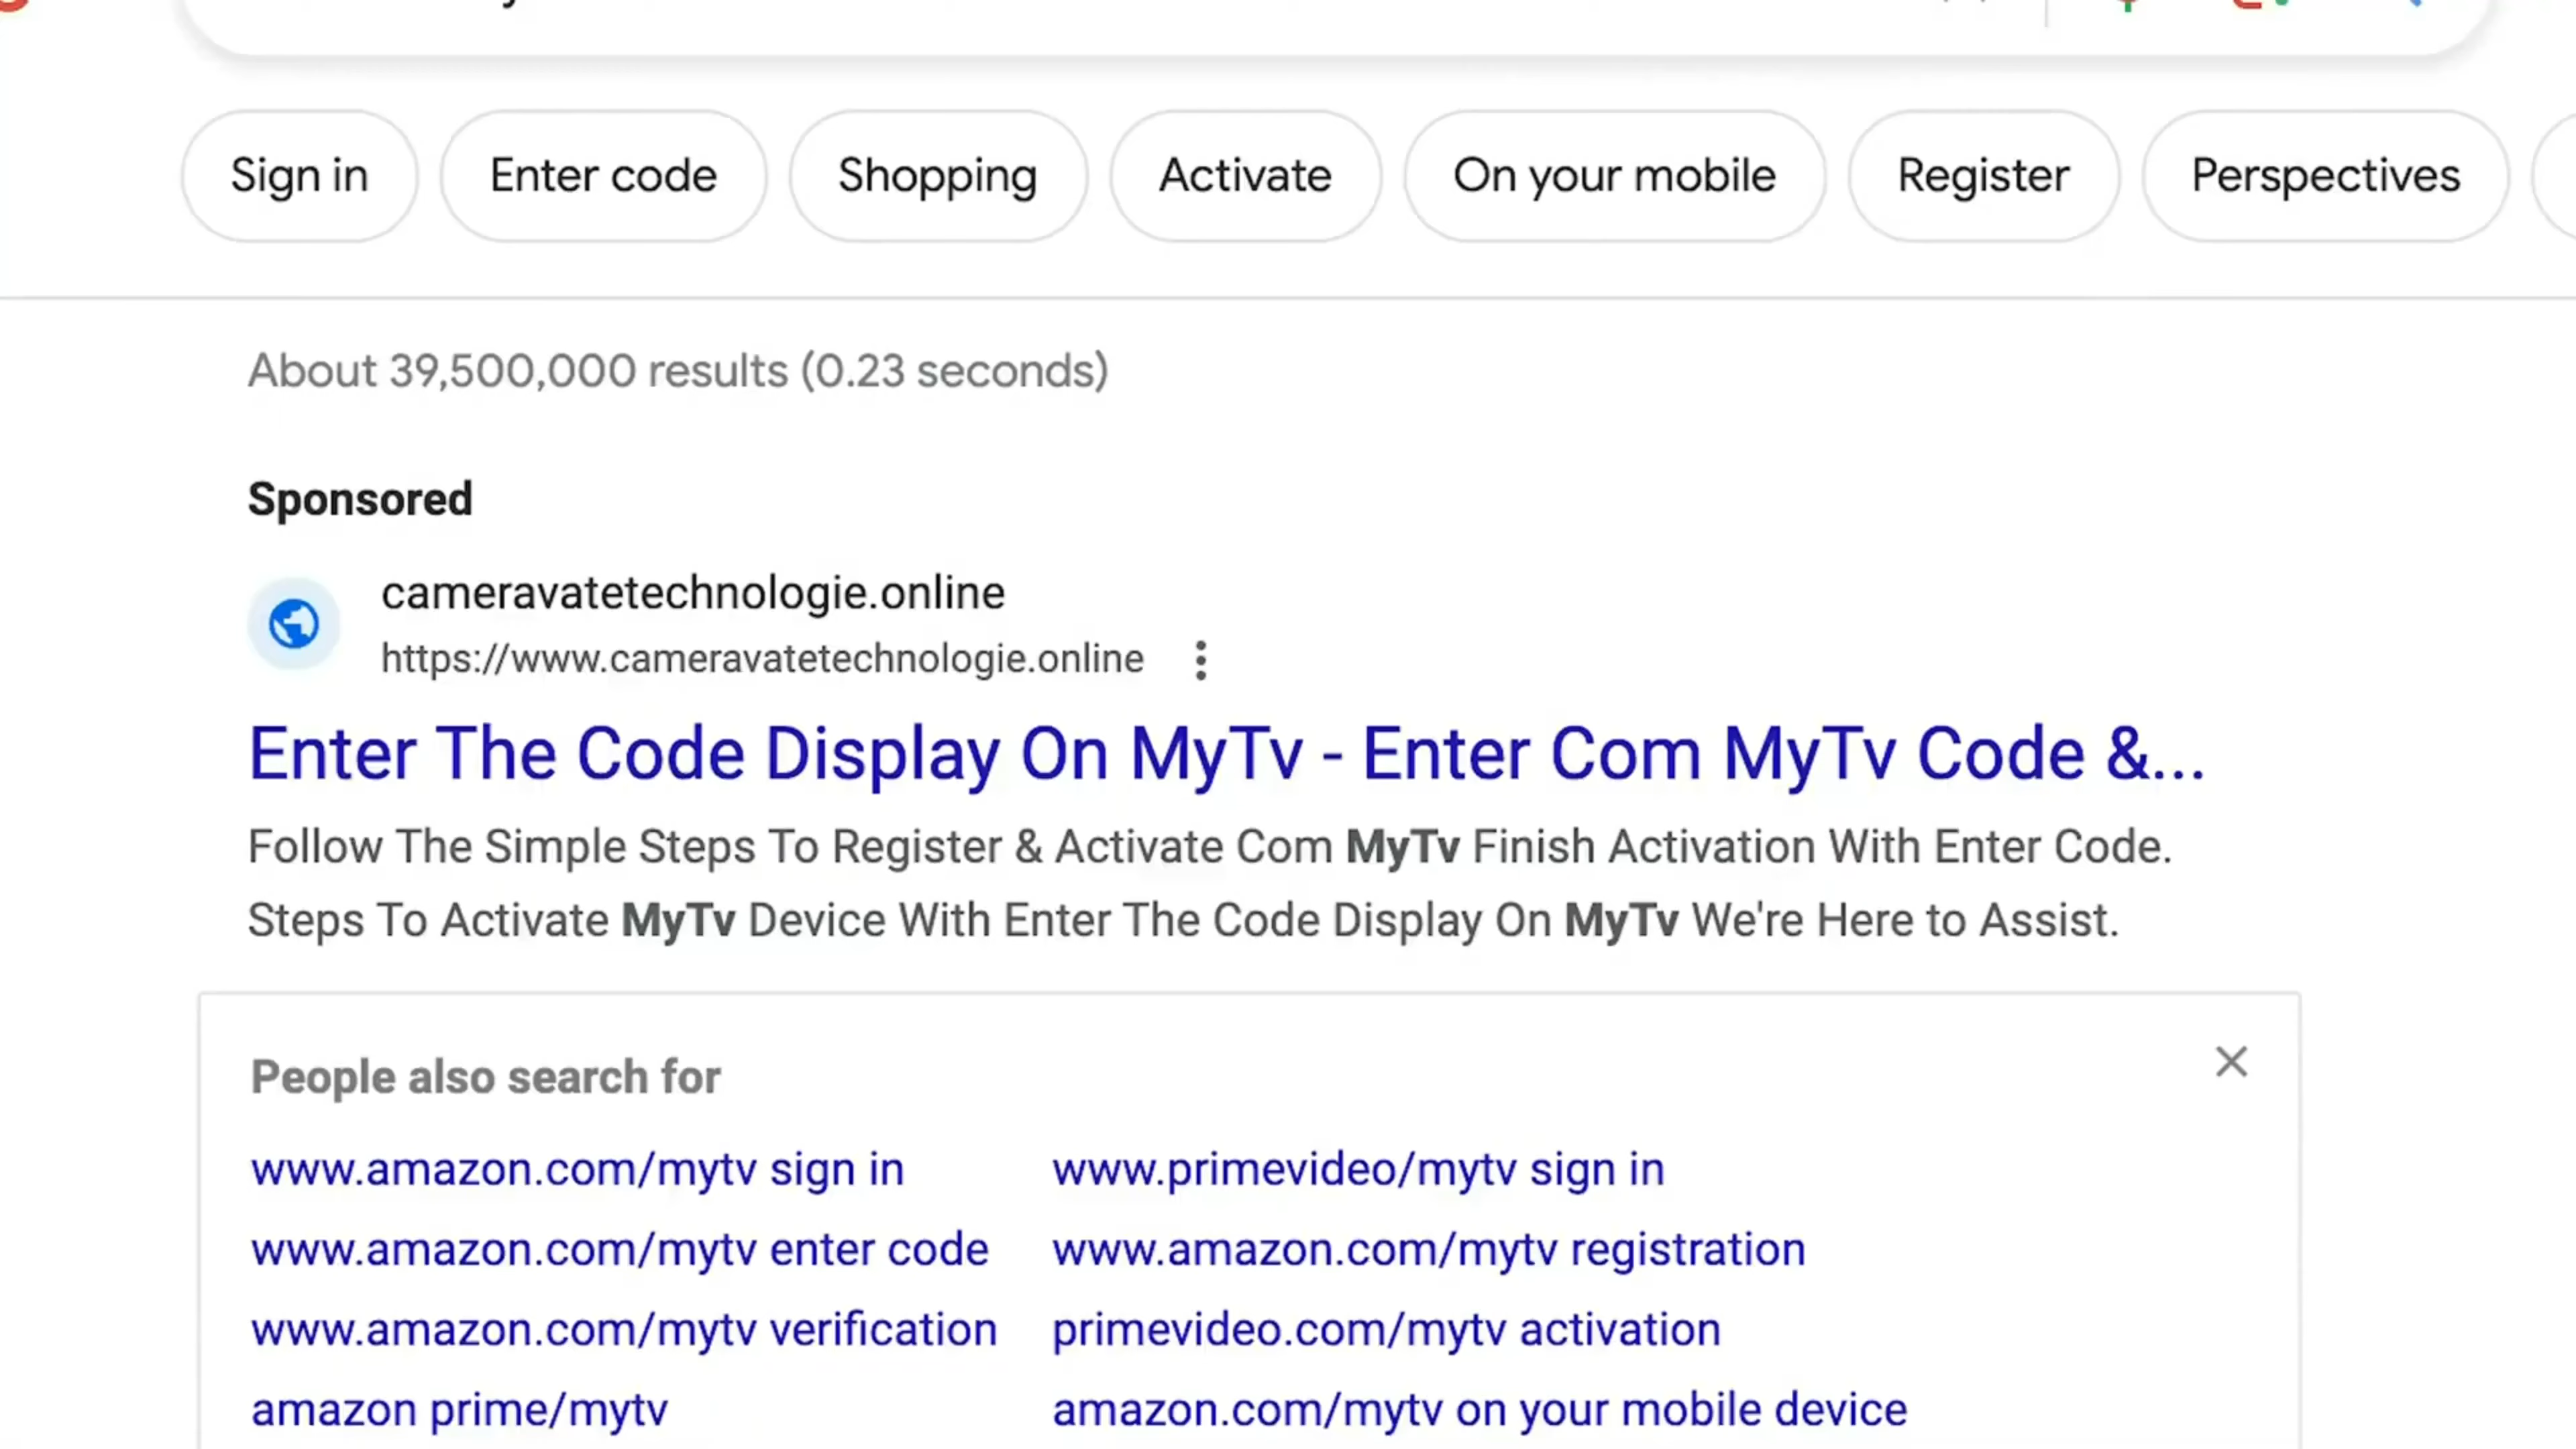 Sign in
Enter code
Shopping
Activate
On your mobile
Register
Perspectives
About 39,500,000 results (0.23 seconds)
Sponsored
cameravatetechnologie.online
https://www.cameravatetechnologie.online
Enter The Code Display On MyTv - Enter Com MyTv Code &...
Follow The Simple Steps To Register & Activate Com MyTv Finish Activation With Enter Code.
Steps To Activate MyTv Device With Enter The Code Display On MyTv We're Here to Assist.
People also search for
www.amazon.com/mytv sign in
www.primevideo/mytv sign in
www.amazon.com/mytv enter code
www.amazon.com/mytv registration
www.amazon.com/mytv verification
primevideo.com/mytv activation
amazon prime/mytv
amazon.com/mytv on your mobile device